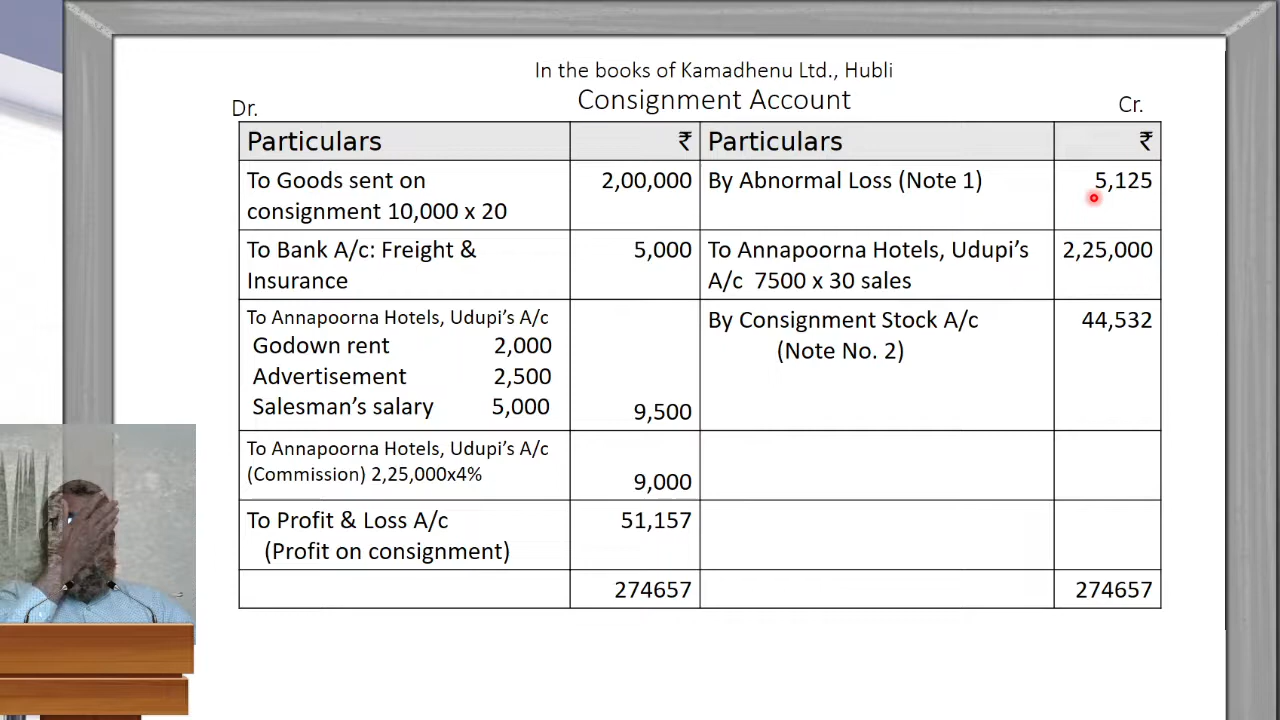 In the books of Kamadhenu Ltd., Hubli
Dr.
Consignment Account
Cr.
Particulars ₹ Particulars ₹
To Goods sent on
consignment 10,000 x 20
2,00,000
By Abnormal Loss (Note 1)
5,125
To Bank A/c: Freight &
Insurance
5,000
To Annapoorna Hotels, Udupi’s
A/c 7500 x 30 sales
2,25,000
To Annapoorna Hotels, Udupi’s A/c
Godown rent 2,000
Advertisement 2,500
Salesman’s salary 5,000
9,500
By Consignment Stock A/c
(Note No. 2)
44,532
To Annapoorna Hotels, Udupi’s A/c
(Commission) 2,25,000x4%
9,000
To Profit & Loss A/c
(Profit on consignment)
51,157
274657
274657